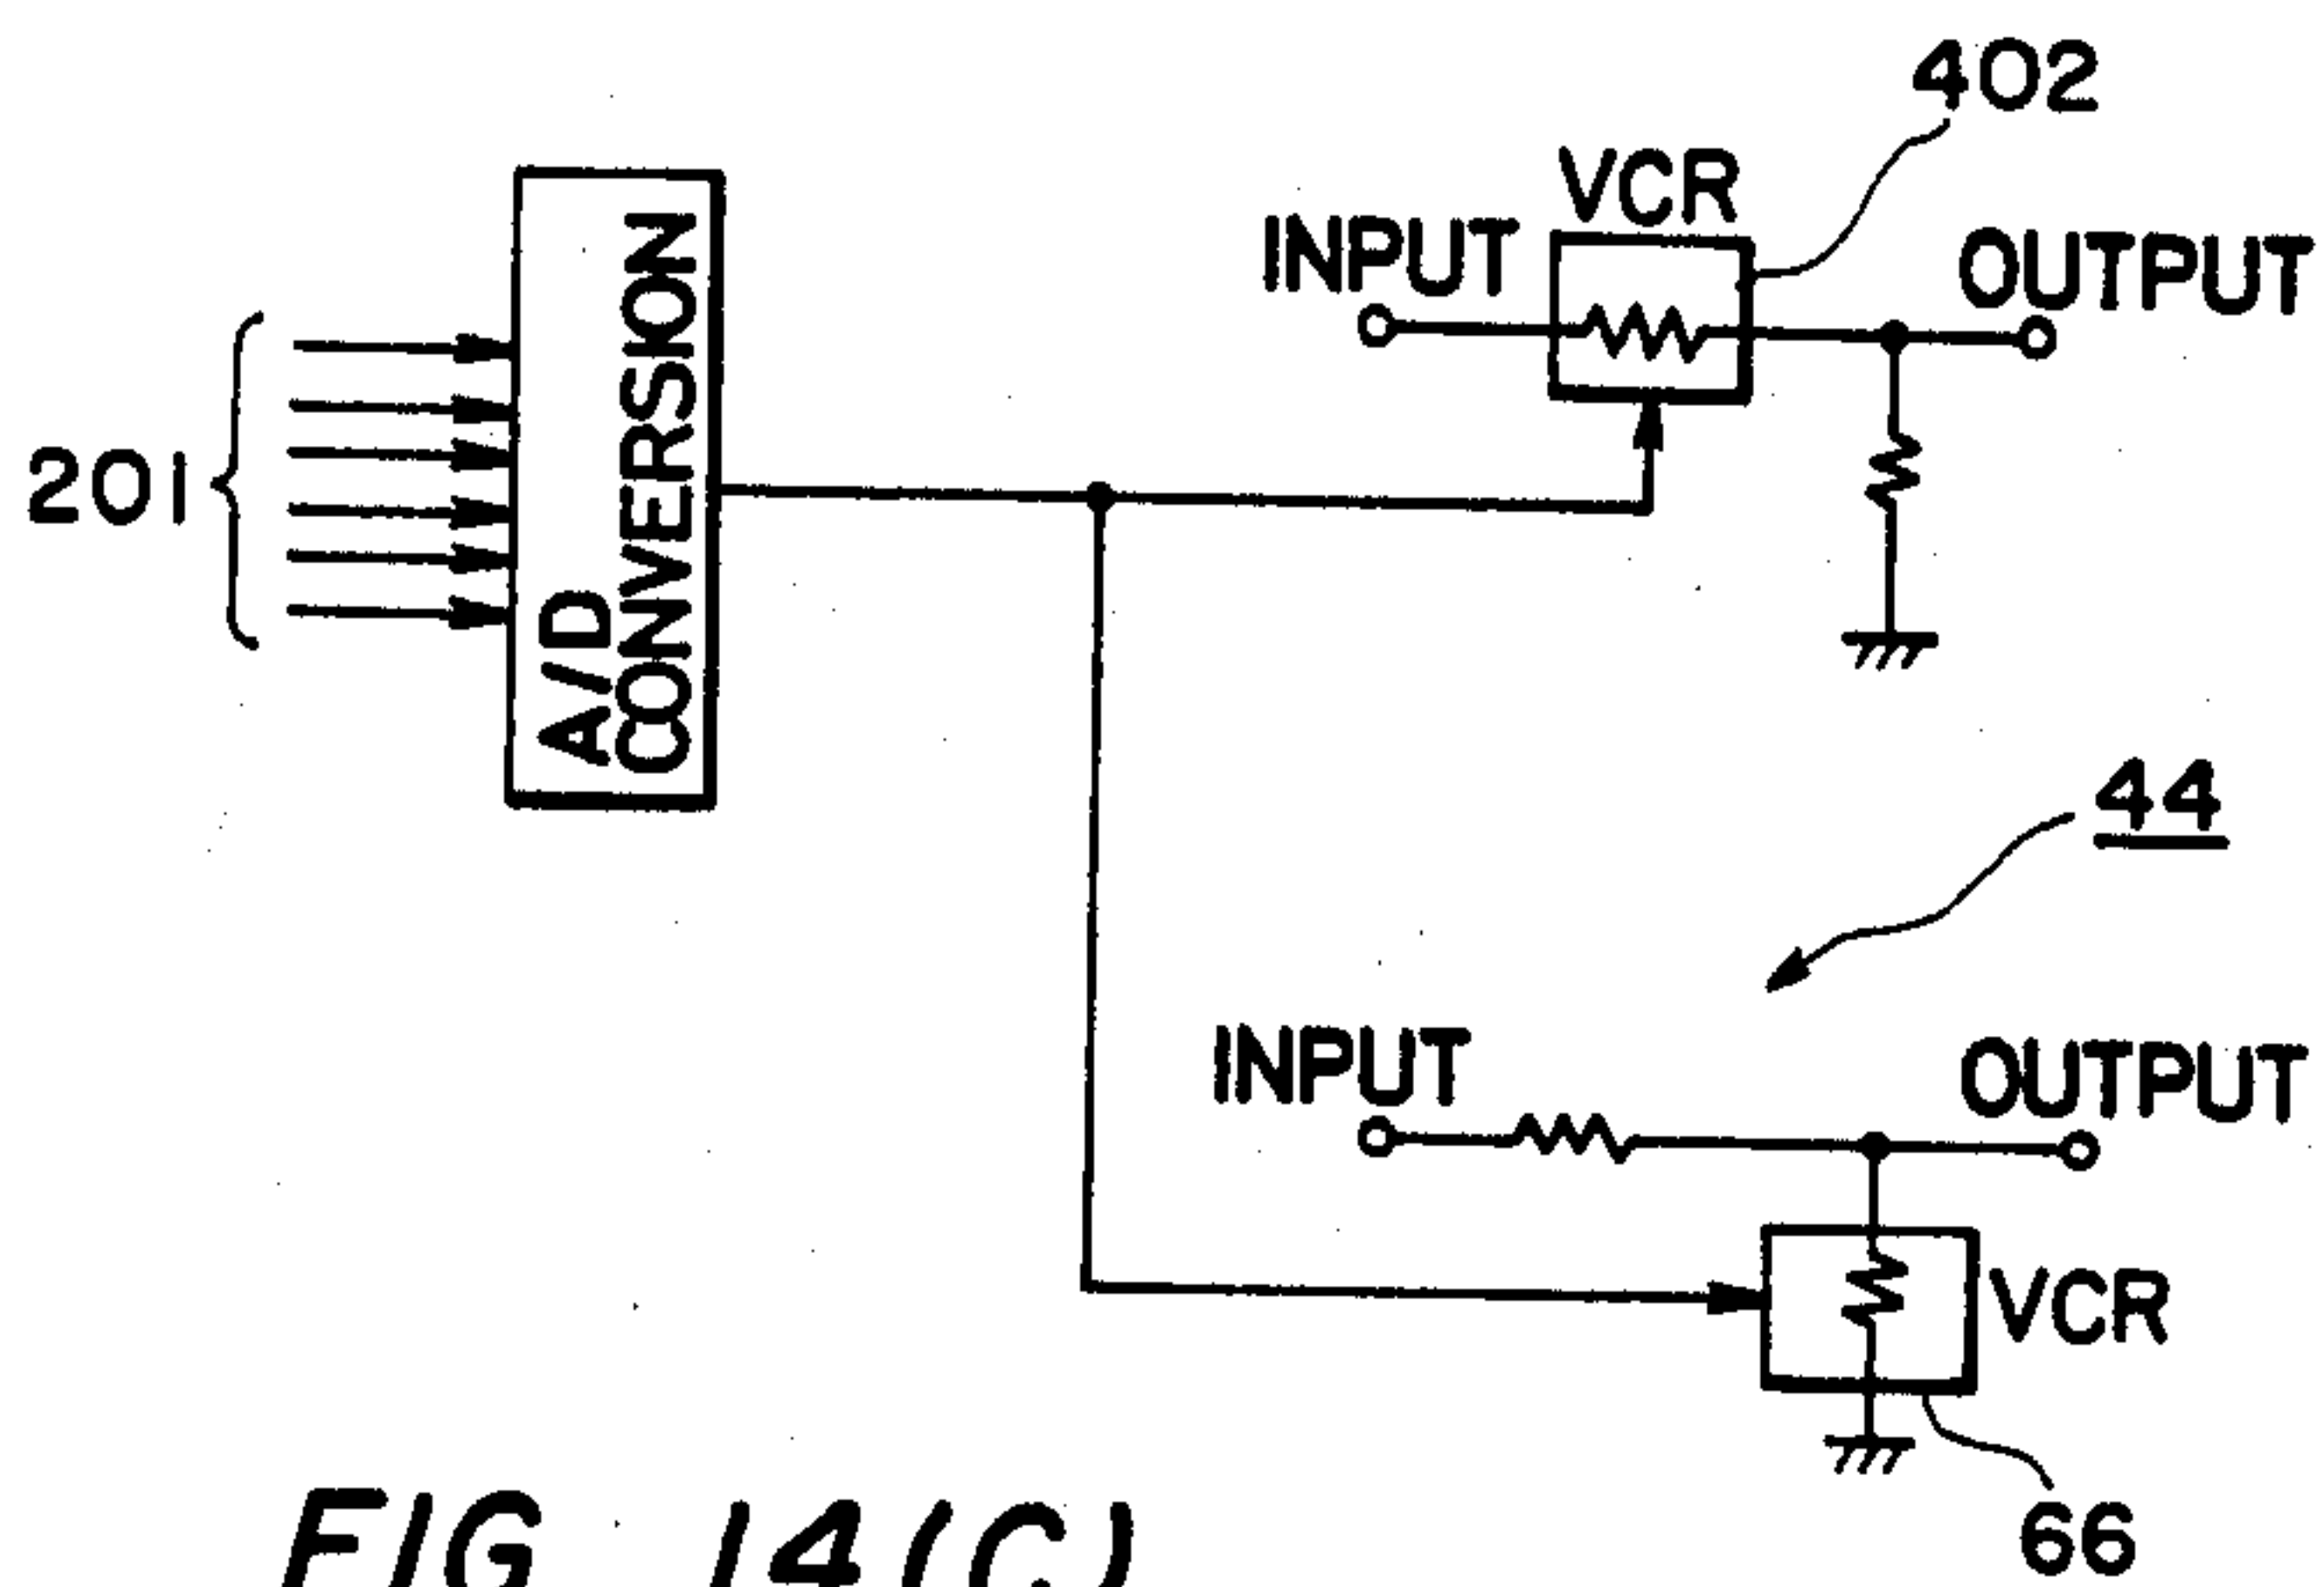 402
VCR
INPUT
OUTPUT
201
A/D
CONVERSION
44
INPUT
OUTPUT
VCR
66
FIG. 14(C)